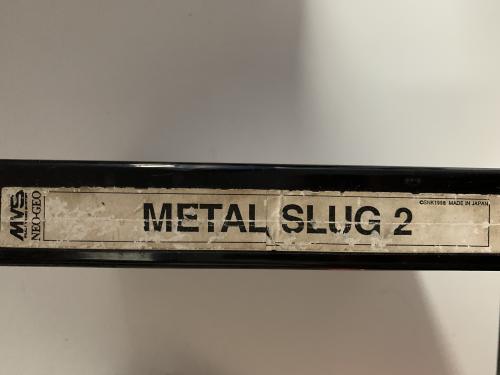 MVS
NEO-GEO
METAL SLUG 2
©SNK1998 MADE IN JAPAN